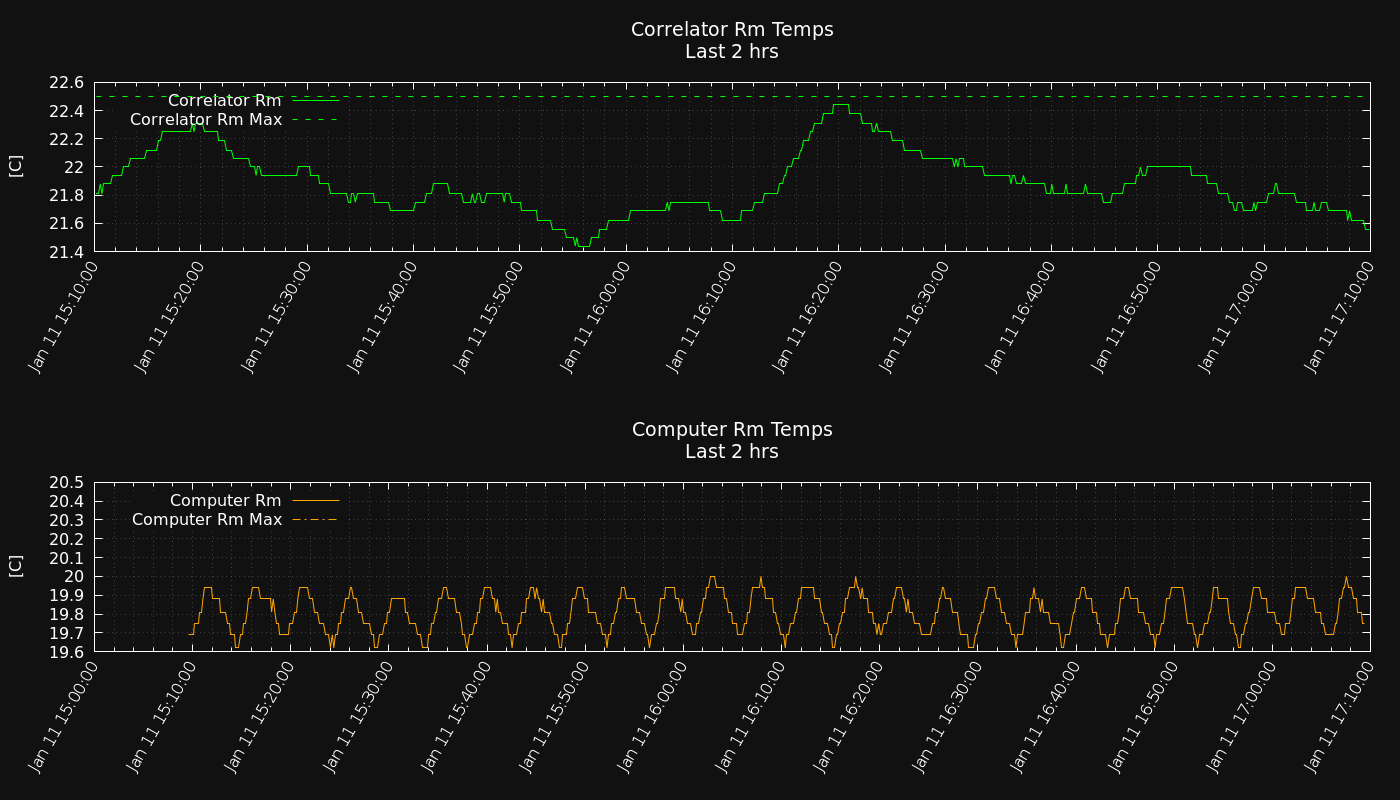 Correlator Rm Temps
Last 2 hrs
[C]
22.6
22.4
22.2
22
21.8
21.6
21.4
Correlator Rm
Correlator Rm Max
Jan 11 15:10:00
Jan 11 15:20:00
Jan 11 15:30:00
Jan 11 15:40:00
Jan 11 15:50:00
Jan 11 16:00:00
Jan 11 16:10:00
Jan 11 16:20:00
Jan 11 16:30:00
Jan 11 16:40:00
Jan 11 16:50:00
Jan 11 17:00:00
Jan 11 17:10:00
Computer Rm Temps
Last 2 hrs
[C]
20.5
20.4
20.3
20.2
20.1
20
19.9
19.8
19.7
19.6
Computer Rm
Computer Rm Max
Jan 11 15:00:00
Jan 11 15:10:00
Jan 11 15:20:00
Jan 11 15:30:00
Jan 11 15:40:00
Jan 11 15:50:00
Jan 11 16:00:00
Jan 11 16:10:00
Jan 11 16:20:00
Jan 11 16:30:00
Jan 11 16:40:00
Jan 11 16:50:00
Jan 11 17:00:00
Jan 11 17:10:00